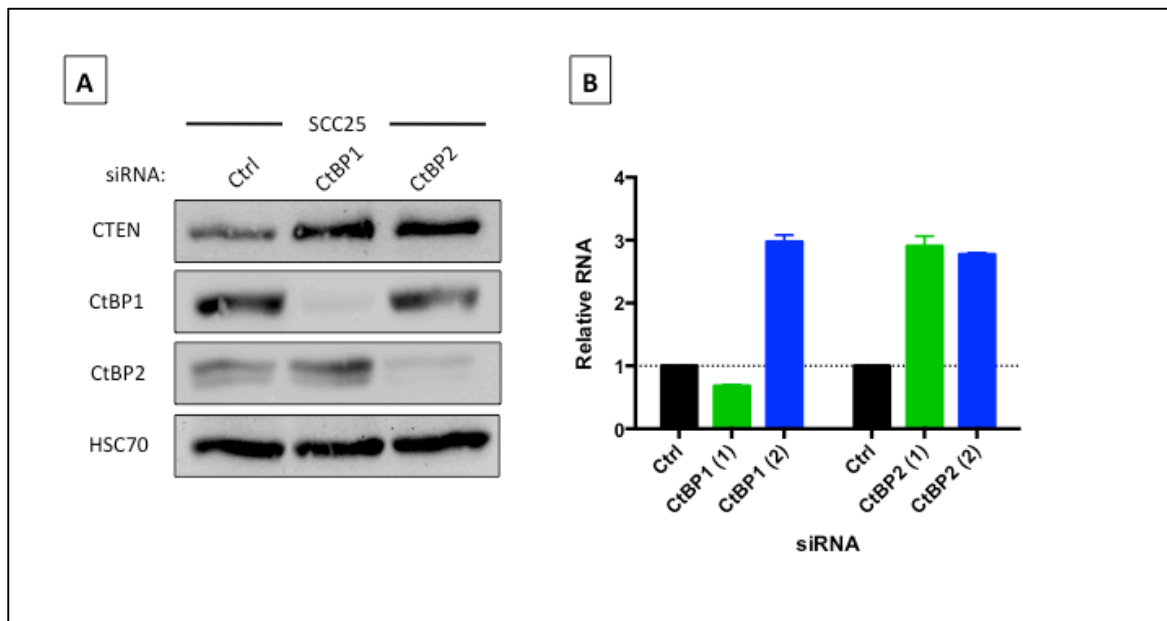 A
SCC25
siRNA:
Ctrl
CtBP1
CtBP2
CTEN
CtBP1
CtBP2
HSC70
B
Relative RNA
4
3
2
1
0
Ctrl
CtBP1 (1)
CtBP1 (2)
Ctrl
CtBP2 (1)
CtBP2 (2)
siRNA